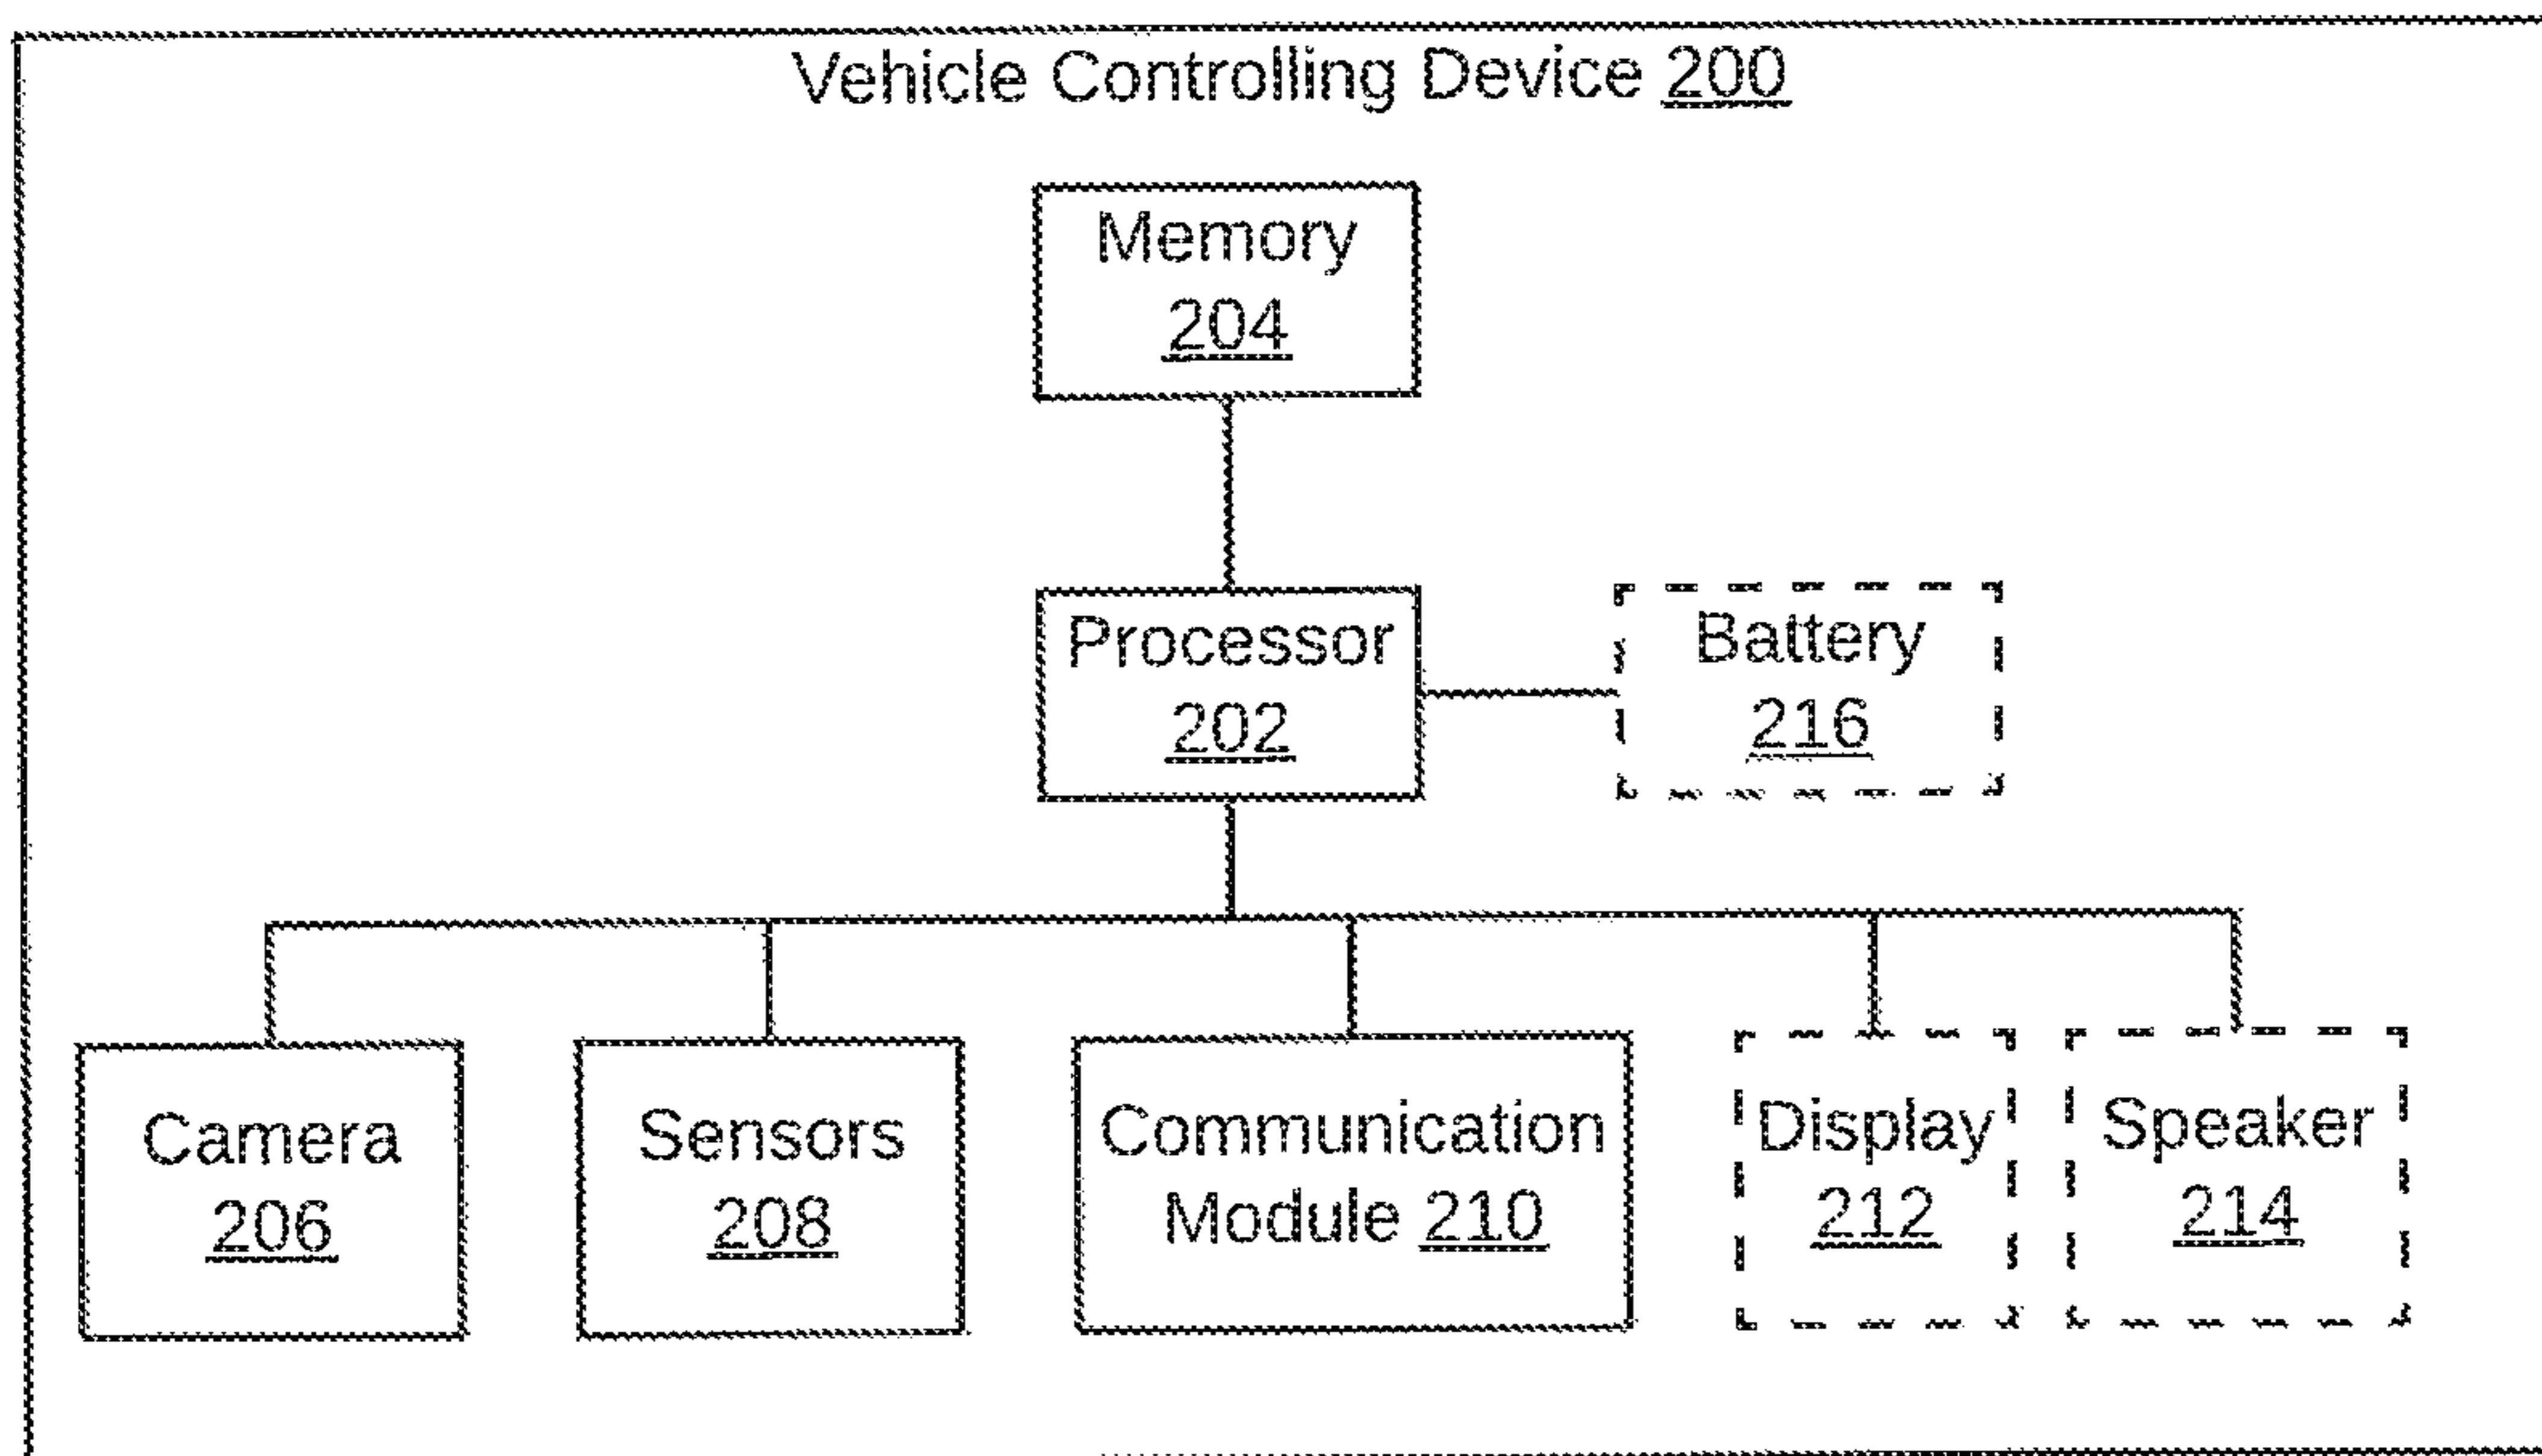 Vehicle Controlling Device 200
Memory
204
Processor
202
Battery
216
Camera
206
Sensors
208
Communication
Module 210
Display
212
Speaker
214